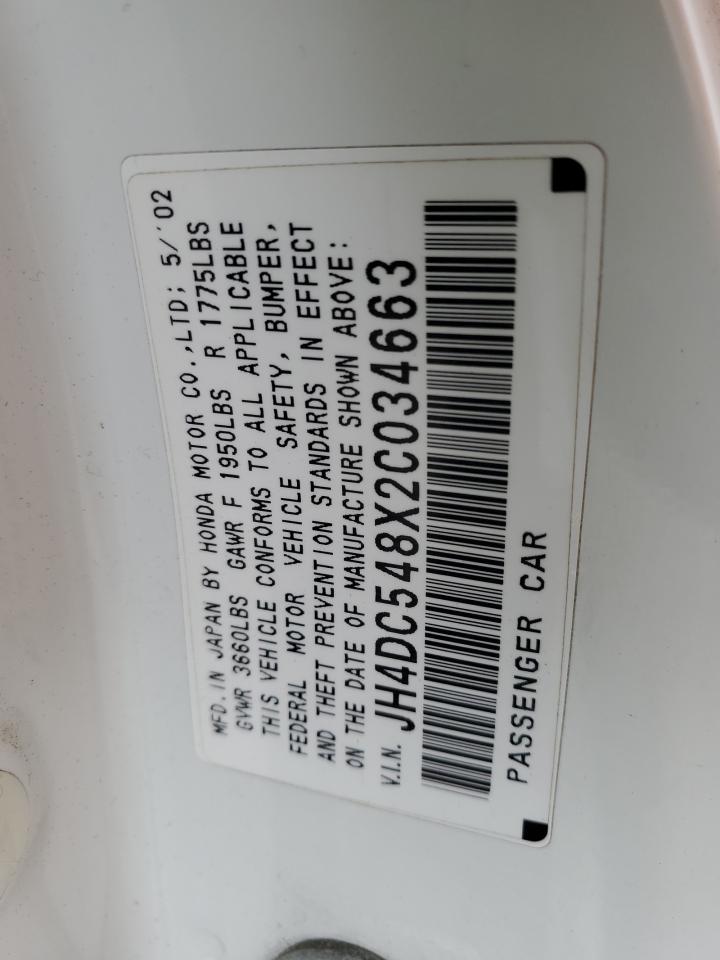 MFD. IN JAPAN BY HONDA MOTOR CO.,LTD; 5/'02
GVWR 3660LBS GAWR F 1950LBS R 1775LBS
THIS VEHICLE CONFORMS TO ALL APPLICABLE
FEDERAL MOTOR VEHICLE SAFETY, BUMPER,
AND THEFT PREVENTION STANDARDS IN EFFECT
ON THE DATE OF MANUFACTURE SHOWN ABOVE:
V.I.N. JH4DC548X2C034663
PASSENGER CAR